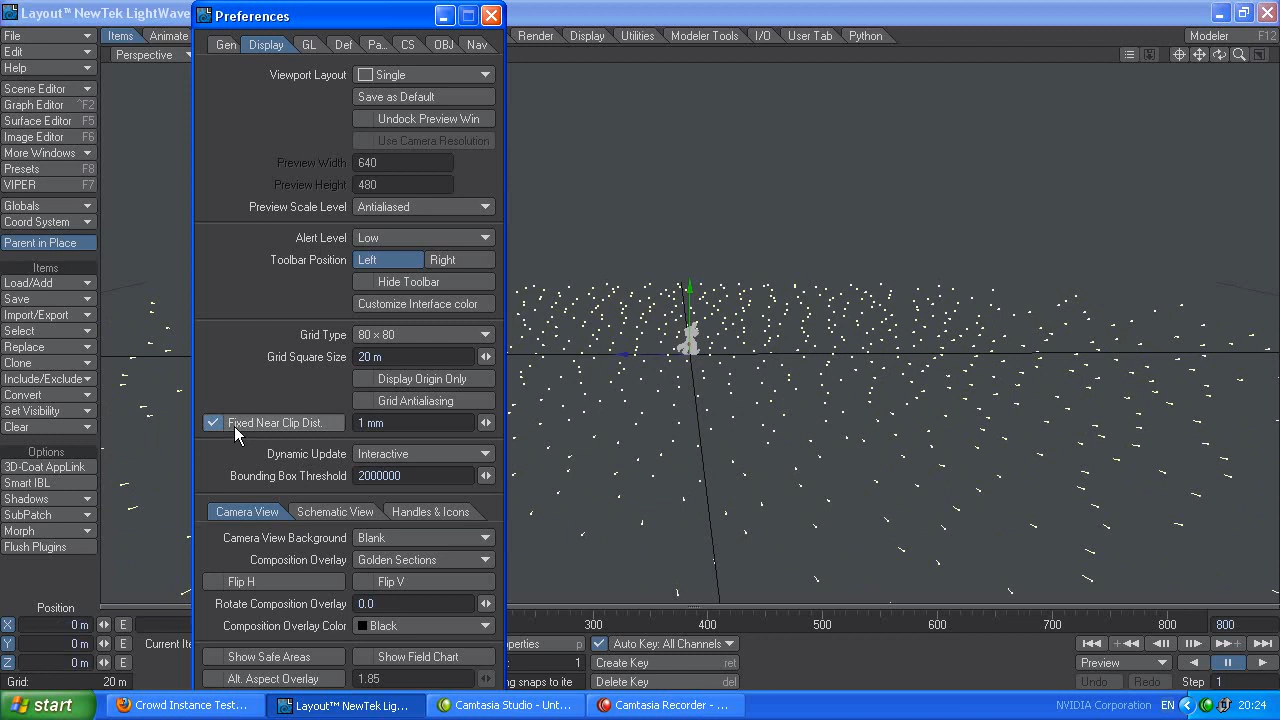 Layout™ NewTek LightWave
Preferences
File
Items
Animate
Gen
Display
GL
Def
Pa...
CS
OBJ
Nav
Render
Display
Utilities
Modeler Tools
I/O
User Tab
Python
Modeler
F12
Edit
Perspective
Help
Viewport Layout
Single
Scene Editor
Save as Default
Graph Editor ^F2
Surface Editor F5
Undock Preview Win
Image Editor F6
Use Camera Resolution
More Windows
Preview Width
640
Presets F8
VIPER F7
Preview Height
480
Globals
Preview Scale Level
Antialiased
Coord System
Parent in Place
Alert Level
Low
Items
Toolbar Position
Left
Right
Load/Add
Hide Toolbar
Save
Customize Interface color
Import/Export
Select
Grid Type
80 × 80
Replace
Grid Square Size
20 m
Clone
Include/Exclude
Display Origin Only
Convert
Grid Antialiasing
Set Visibility
Clear
Fixed Near Clip Dist.
1 mm
Options
Dynamic Update
Interactive
3D-Coat AppLink
Bounding Box Threshold
2000000
Smart IBL
Shadows
Camera View
Schematic View
Handles & Icons
SubPatch
Morph
Camera View Background
Blank
Flush Plugins
Composition Overlay
Golden Sections
Flip H
Flip V
Position
Rotate Composition Overlay
0.0
X 0 m E
Composition Overlay Color
Black
300 400 500 600 700 800 800
Y 0 m E
Current Ite
roperties
Auto Key: All Channels
Z 0 m E
Show Safe Areas
Show Field Chart
1
Create Key ret
Preview
Grid: 20 m
Alt. Aspect Overlay
1.85
ng snaps to ite
Delete Key del
Undo
Redo
Step 1
start
Crowd Instance Test...
Layout™ NewTek Lig...
Camtasia Studio - Unt...
Camtasia Recorder - ...
NVIDIA Corporation
EN
20:24